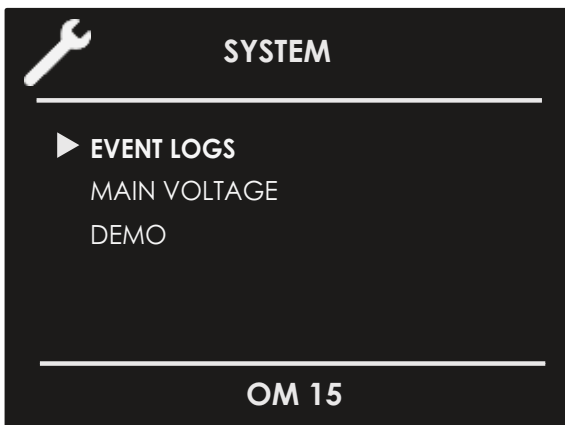 SYSTEM
EVENT LOGS
MAIN VOLTAGE
DEMO
OM 15